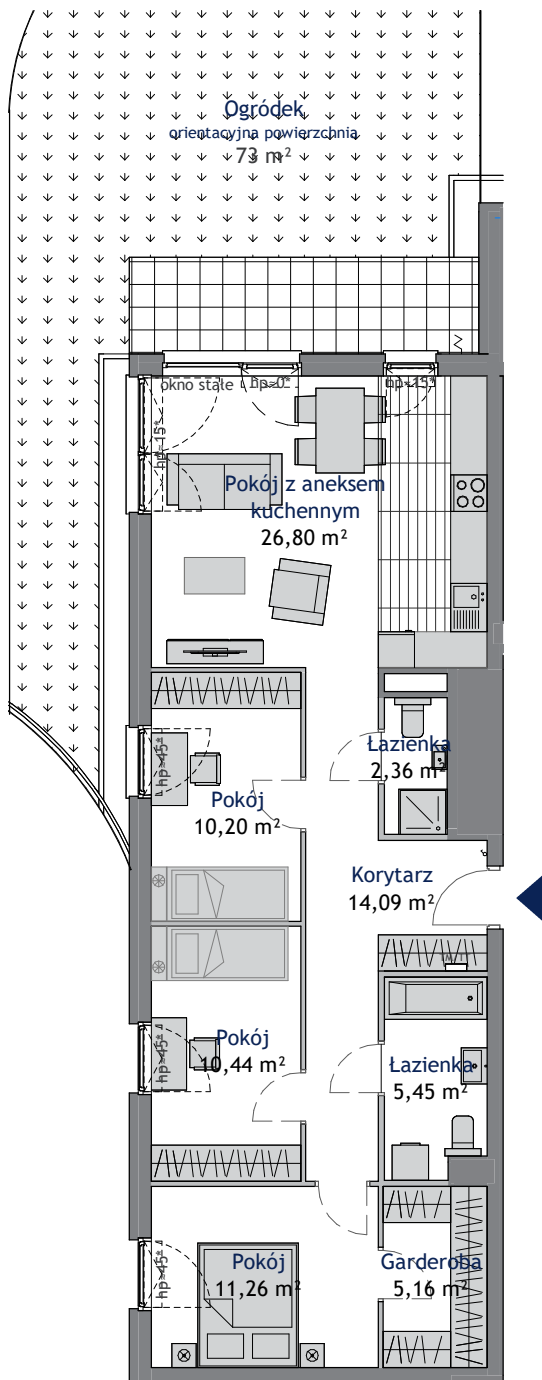 Ogródek
orientacyjna powierzchnia
73 m²
okno stałe
hp=0*
hp=15*
hp=15*
Pokój z aneksem
kuchennym
26,80 m²
Łazienka
2,36 m²
hp=45*
Pokój
10,20 m²
Korytarz
14,09 m²
hp=45*
Pokój
10,44 m²
Łazienka
5,45 m²
hp=45*
Pokój
11,26 m²
Garderoba
5,16 m²